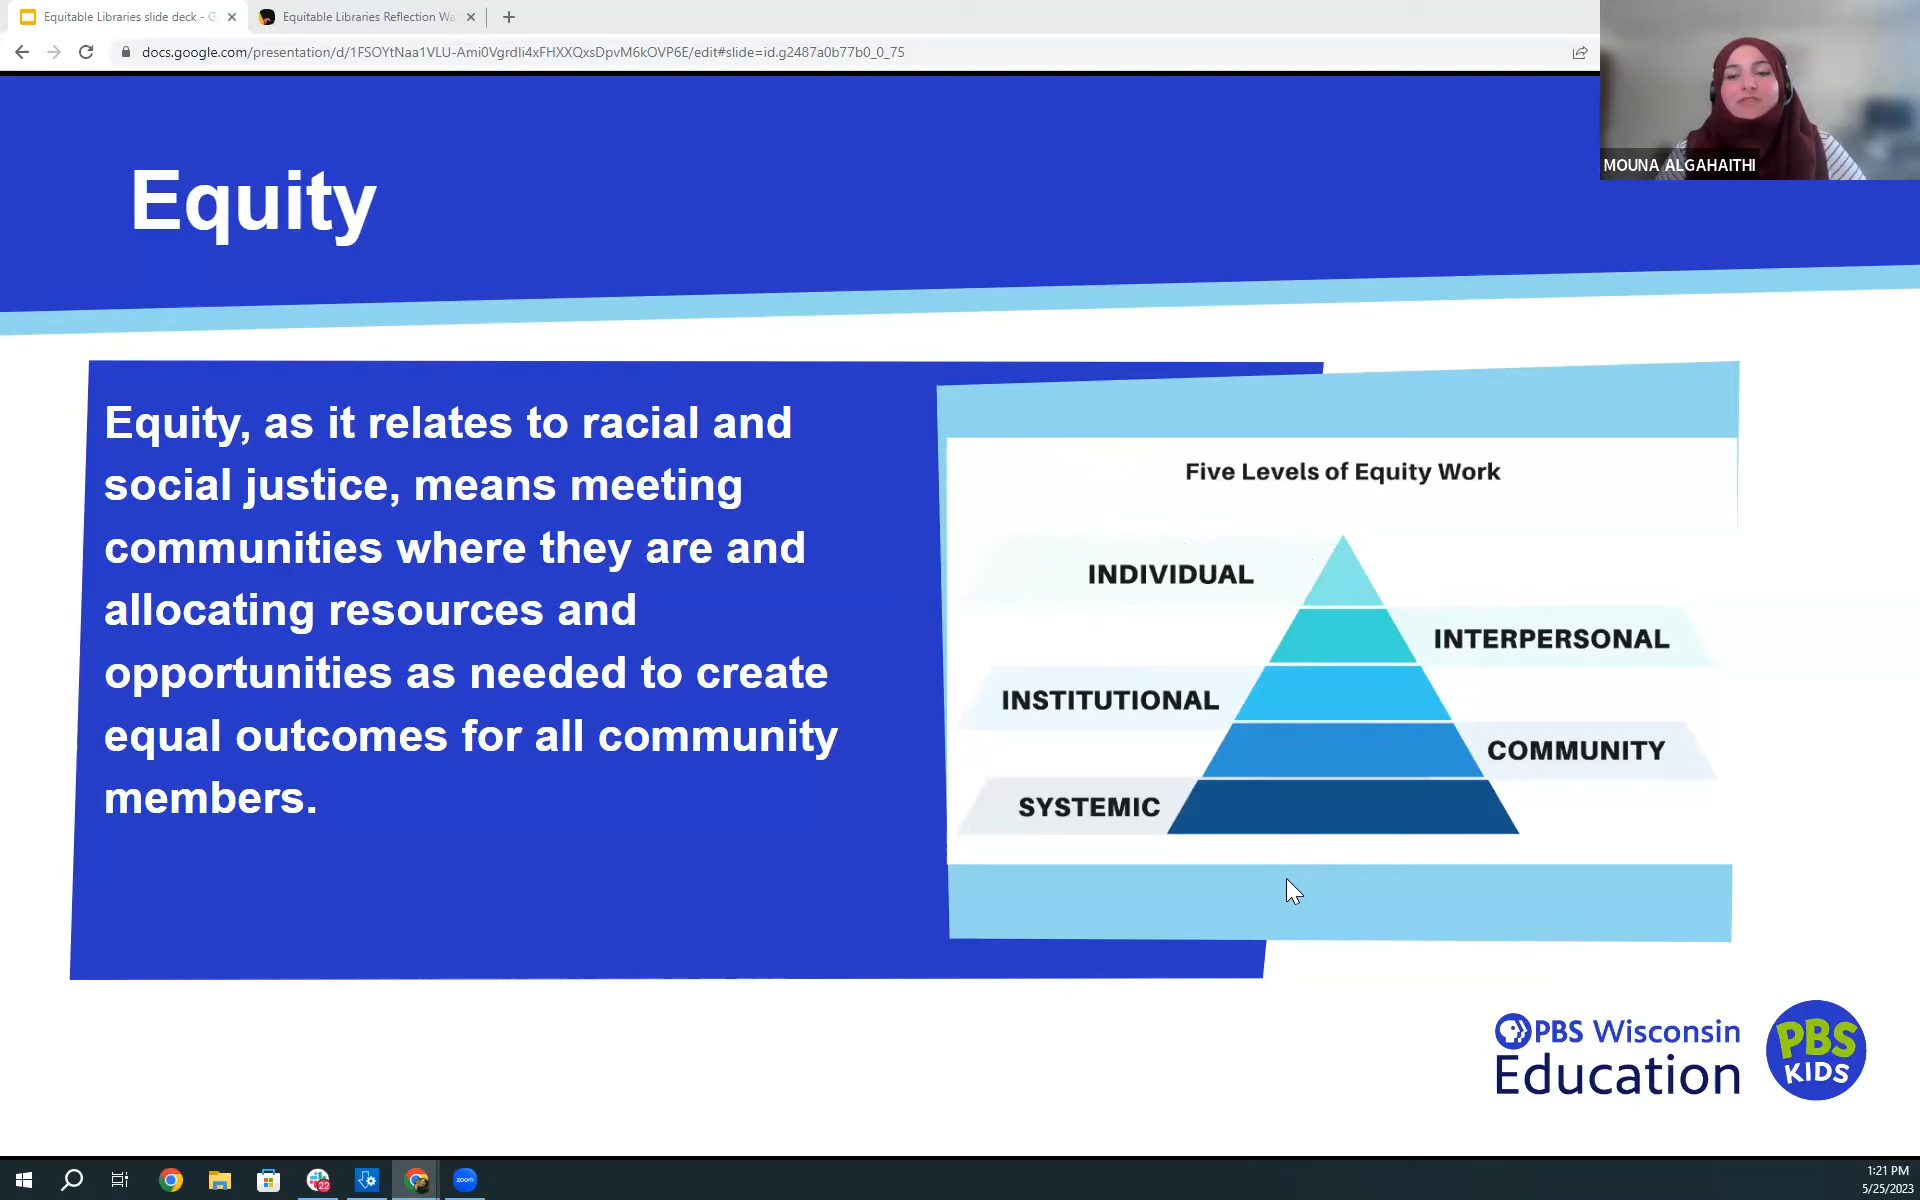 Equitable Libraries slide deck - G
Equitable Libraries Reflection Wa
docs.google.com/presentation/d/1FSOYtNaa1VLU-Ami0Vgrdli4xFHXXQxsDpvM6kOVP6E/edit#slide=id.g2487a0b77b0_0_75
MOUNA ALGAHAITHI
Equity
Equity, as it relates to racial and
social justice, means meeting
communities where they are and
allocating resources and
opportunities as needed to create
equal outcomes for all community
members.
Five Levels of Equity Work
INDIVIDUAL
INTERPERSONAL
INSTITUTIONAL
COMMUNITY
SYSTEMIC
PBS Wisconsin
Education
PBS
KIDS
22
zoom
1:21 PM
5/25/2023